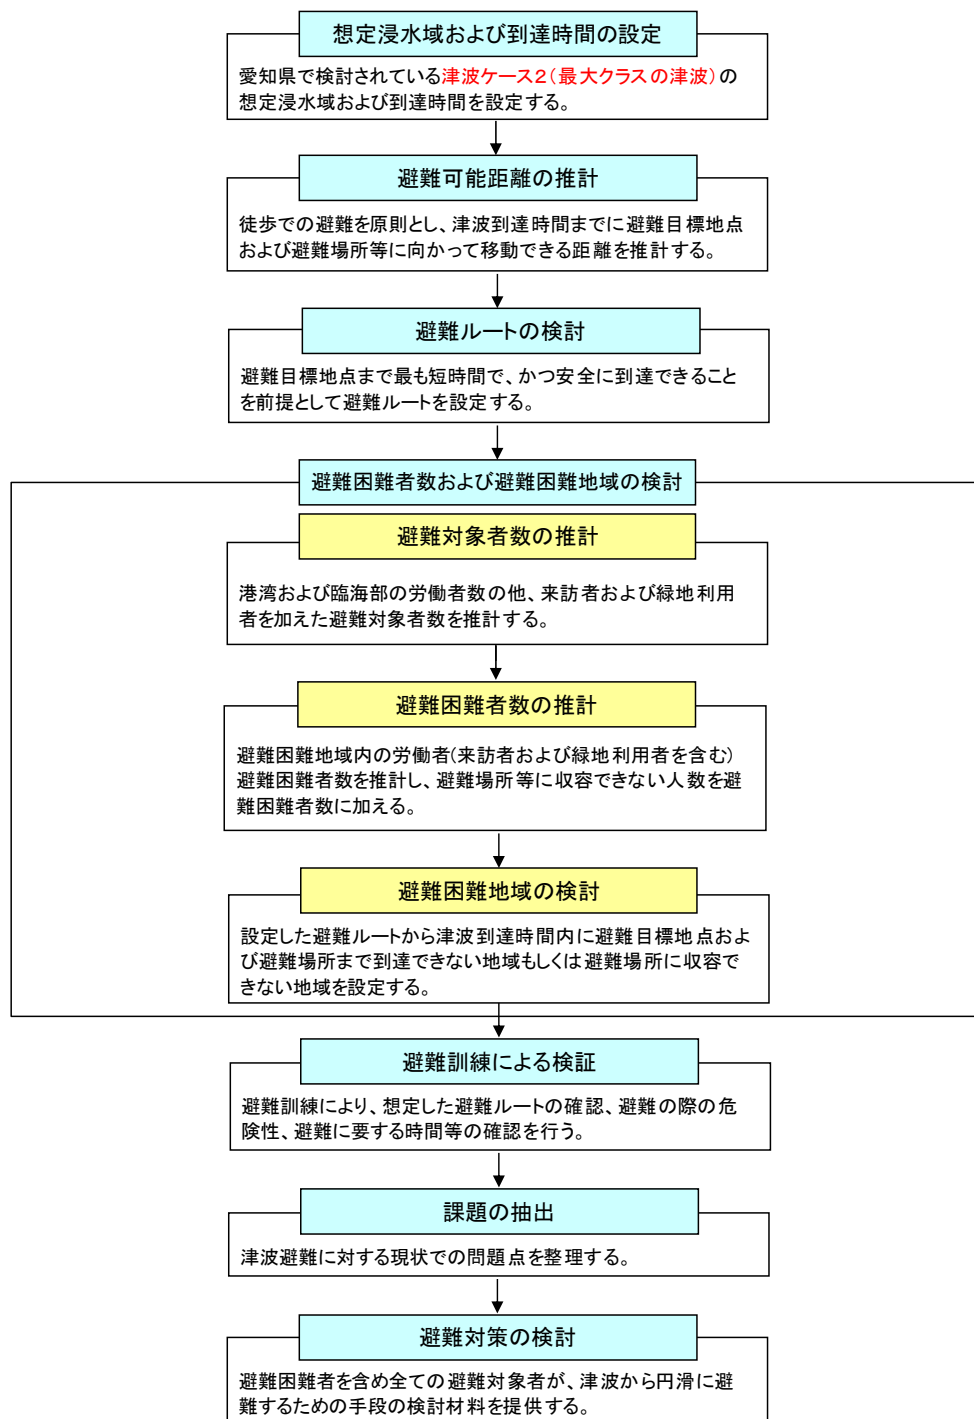 想定浸水域および到達時間の設定
愛知県で検討されている津波ケース2(最大クラスの津波)の
想定浸水域および到達時間を設定する。
避難可能距離の推計
徒歩での避難を原則とし、津波到達時間までに避難目標地点
および避難場所等に向かって移動できる距離を推計する。
避難ルートの検討
避難目標地点まで最も短時間で、かつ安全に到達できること
を前提として避難ルートを設定する。
避難困難者数および避難困難地域の検討
避難対象者数の推計
港湾および臨海部の労働者数の他、来訪者および緑地利用
者を加えた避難対象者数を推計する。
避難困難者数の推計
避難困難地域内の労働者(来訪者および緑地利用者を含む)
避難困難者数を推計し、避難場所等に収容できない人数を避
難困難者数に加える。
避難困難地域の検討
設定した避難ルートから津波到達時間内に避難目標地点およ
び避難場所まで到達できない地域もしくは避難場所に収容で
きない地域を設定する。
避難訓練による検証
避難訓練により、想定した避難ルートの確認、避難の際の危
険性、避難に要する時間等の確認を行う。
課題の抽出
津波避難に対する現状での問題点を整理する。
避難対策の検討
避難困難者を含め全ての避難対象者が、津波から円滑に避
難するための手段の検討材料を提供する。